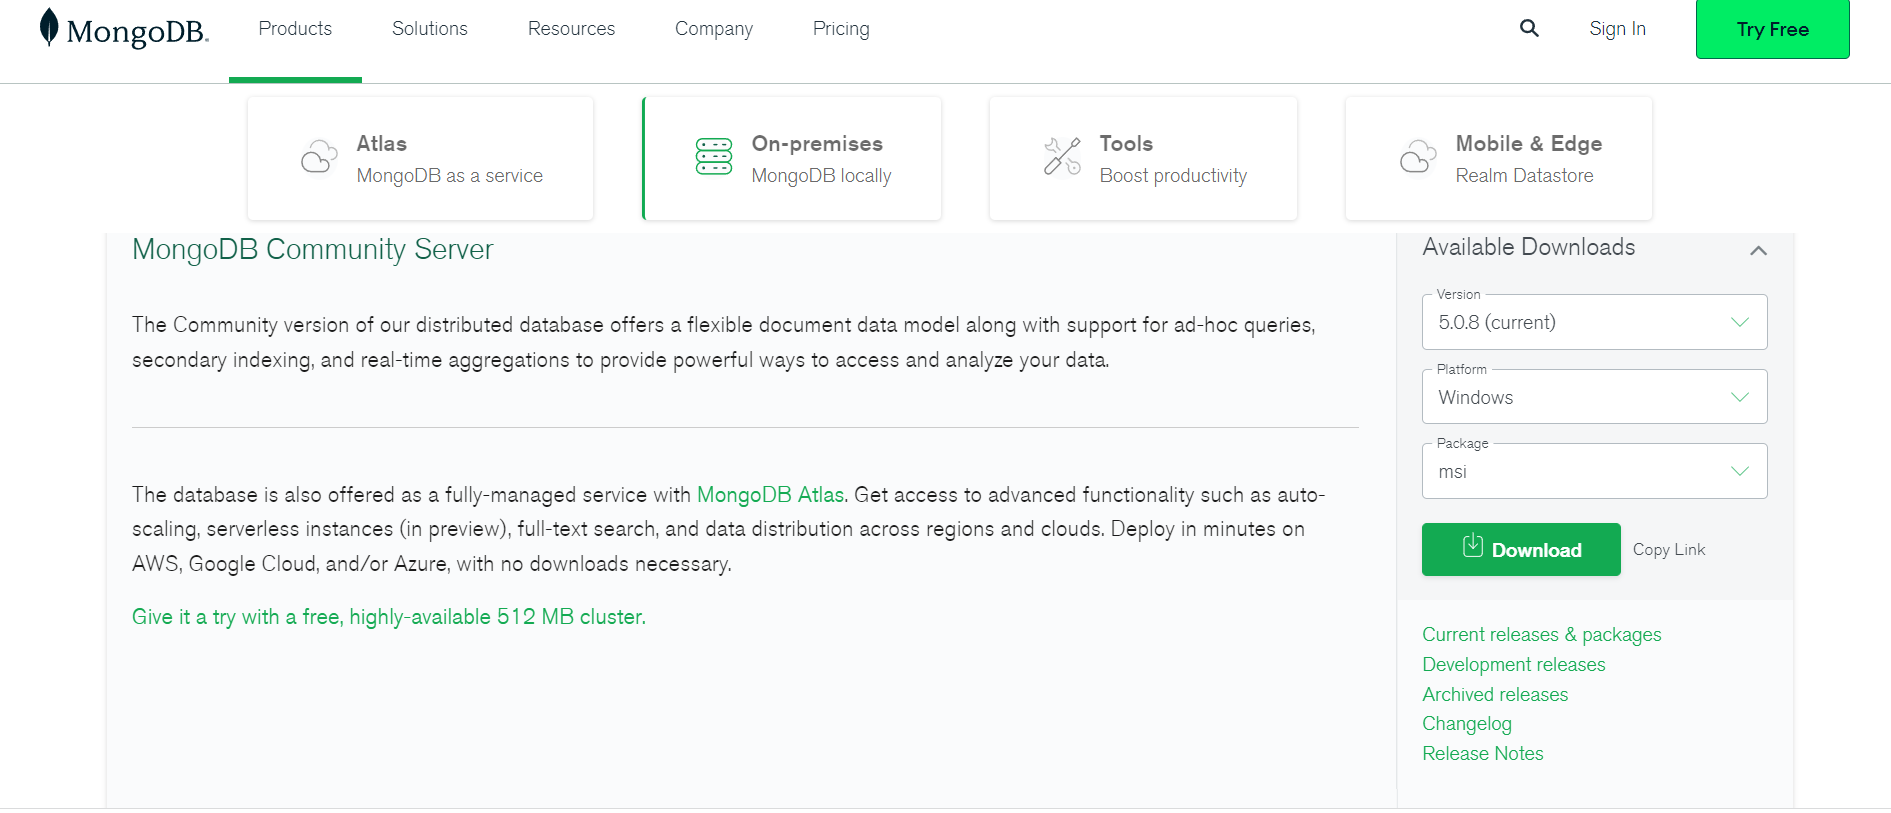 MongoDB.
Products
Solutions
Resources
Company
Pricing
Sign In
Try Free
Atlas
MongoDB as a service
On-premises
MongoDB locally
Tools
Boost productivity
Mobile & Edge
Realm Datastore
MongoDB Community Server
The Community version of our distributed database offers a flexible document data model along with support for ad-hoc queries,
secondary indexing, and real-time aggregations to provide powerful ways to access and analyze your data.
The database is also offered as a fully-managed service with MongoDB Atlas. Get access to advanced functionality such as auto-
scaling, serverless instances (in preview), full-text search, and data distribution across regions and clouds. Deploy in minutes on
AWS, Google Cloud, and/or Azure, with no downloads necessary.
Give it a try with a free, highly-available 512 MB cluster.
Available Downloads
Version
5.0.8 (current)
Platform
Windows
Package
msi
Download
Copy Link
Current releases & packages
Development releases
Archived releases
Changelog
Release Notes